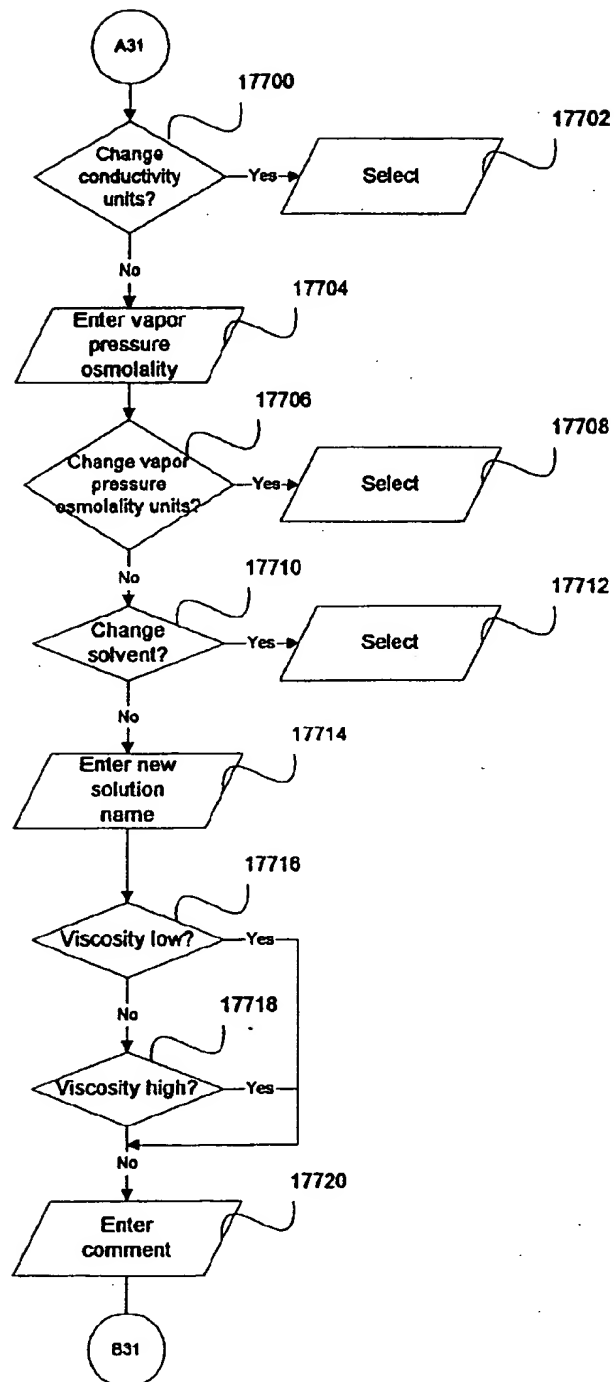 A31
17700
Change
conductivity
units?
Yes
17702
Select
No
17704
Enter vapor
pressure
osmolality
17706
Change vapor
pressure
osmolality units?
Yes
17708
Select
No
17710
Change
solvent?
Yes
17712
Select
No
17714
Enter new
solution
name
17716
Viscosity low?
Yes
No
17718
Viscosity high?
Yes
No
17720
Enter
comment
B31